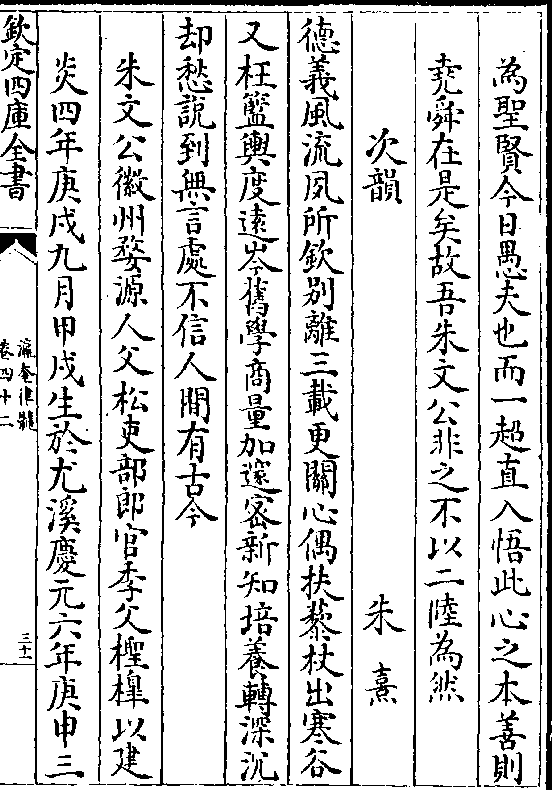 為聖賢今日愚夫也而一超直入悟此心之本善則
堯舜在是矣故吾朱文公非之不以二陸為然
次韻　朱熹
德義風流夙所欽別離三載更關心偶扶藜杖出寒谷
又枉籃輿度遠岑舊學商量加邃密新知培養轉深沉
却愁說到無言處不信人間有古今
朱文公徽州婺源人父松吏部郎官季父檉槹以建
炎四年庚戌九月甲戌生於尤溪慶元六年庚申三
欽定四庫全書
瀛奎律髓
卷四十二
三十一